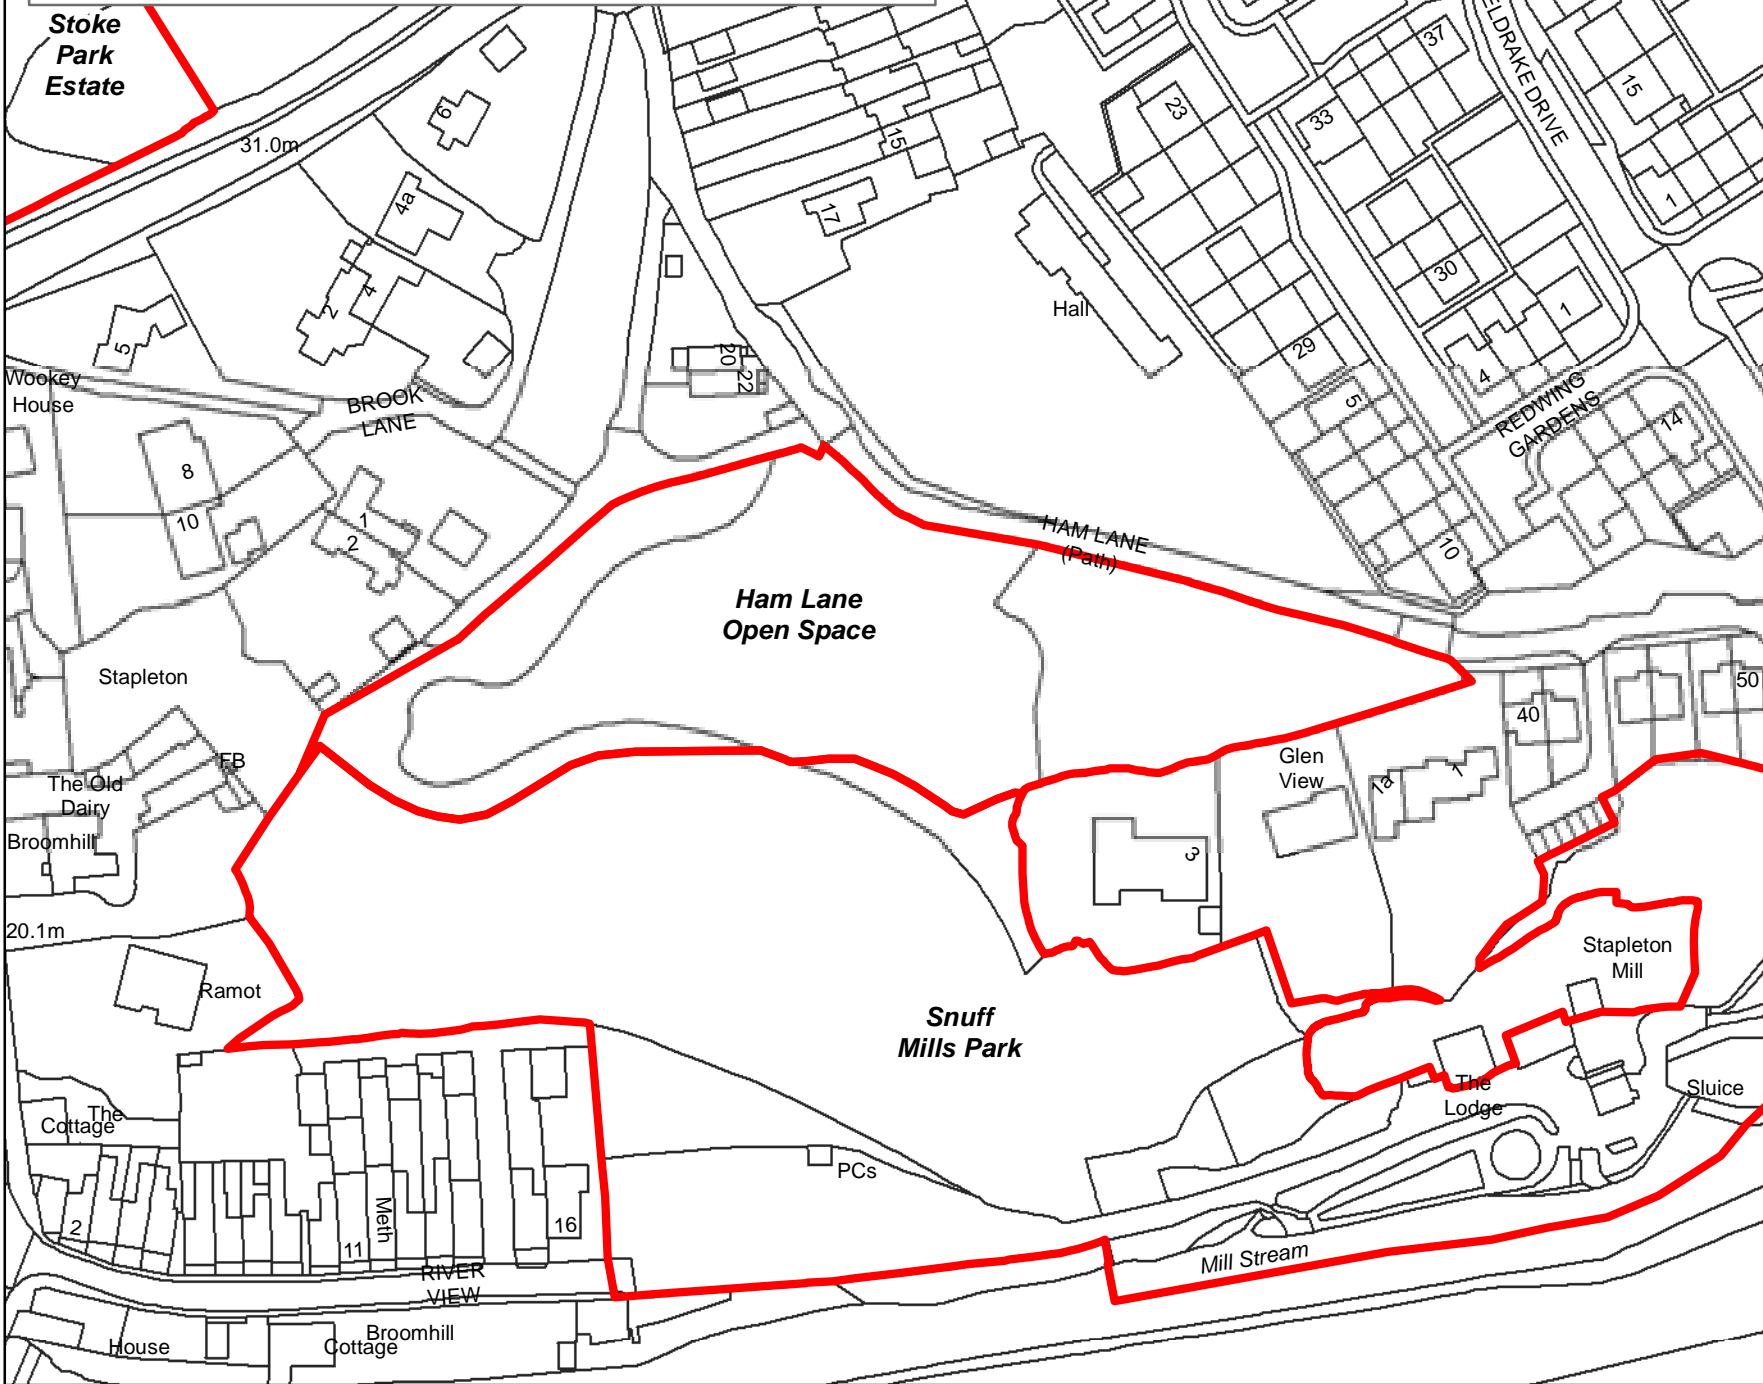 Stoke
Park
Estate
31.0m
6
4a
4
2
5
Wookey
House
BROOK
LANE
8
10
1
2
15
17
20
22
Hall
23
33
37
ELDRAKE DRIVE
15
1
30
1
29
4
5
REDWING
GARDENS
14
10
HAM LANE
(Path)
Ham Lane
Open Space
Stapleton
FB
The Old
Dairy
Broomhill
20.1m
Ramot
Glen
View
1a
1
40
50
3
Stapleton
Mill
Snuff
Mills Park
The
Lodge
Sluice
The
Cottage
2
11
Meth
16
PCs
RIVER
VIEW
Mill Stream
House
Broomhill
Cottage